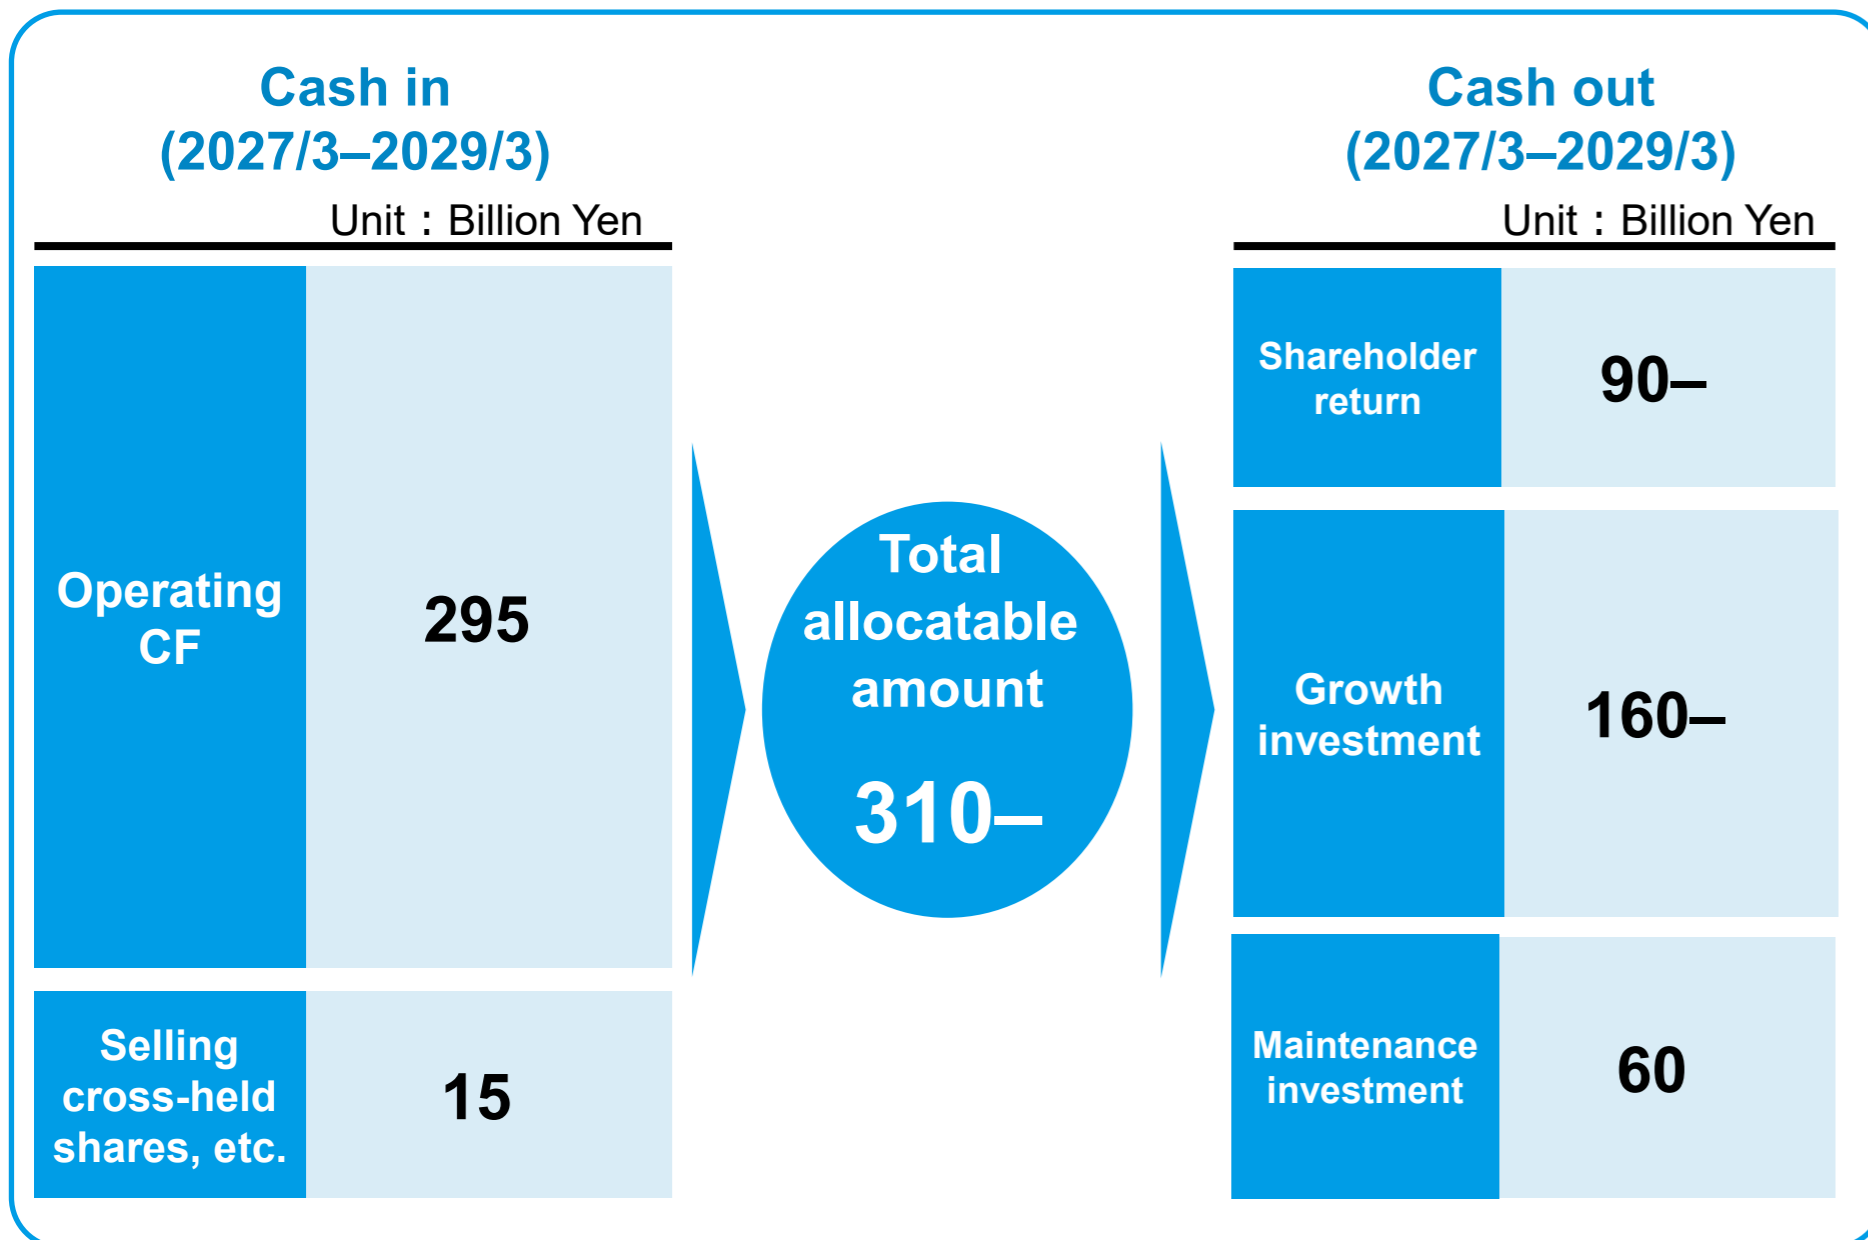 Cash in
(2027/3–2029/3)
Unit：Billion Yen
Operating
CF
295
Selling
cross-held
shares, etc.
15
Total
allocatable
amount
310–
Cash out
(2027/3–2029/3)
Unit：Billion Yen
Shareholder
return
90–
Growth
investment
160–
Maintenance
investment
60